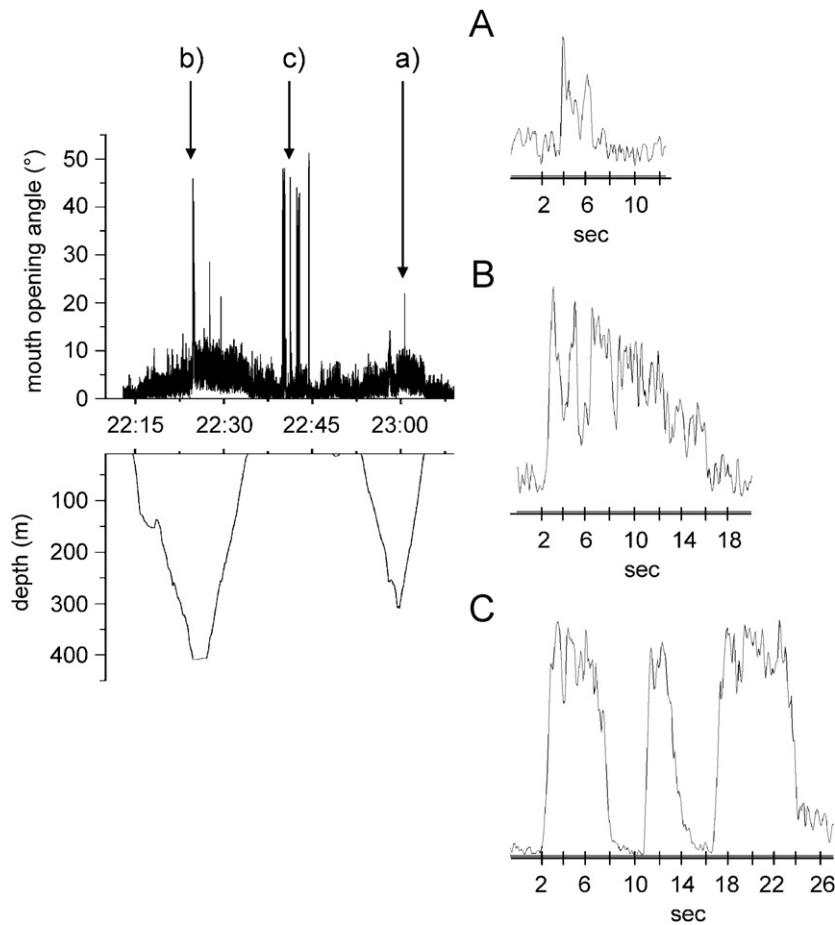 A
b) c) a)
50
40
30
20
10
0
mouth opening angle (°)
22:15 22:30 22:45 23:00
100
200
300
400
depth (m)
2 6 10
sec
B
2 6 10 14 18
sec
C
2 6 10 14 18 22 26
sec